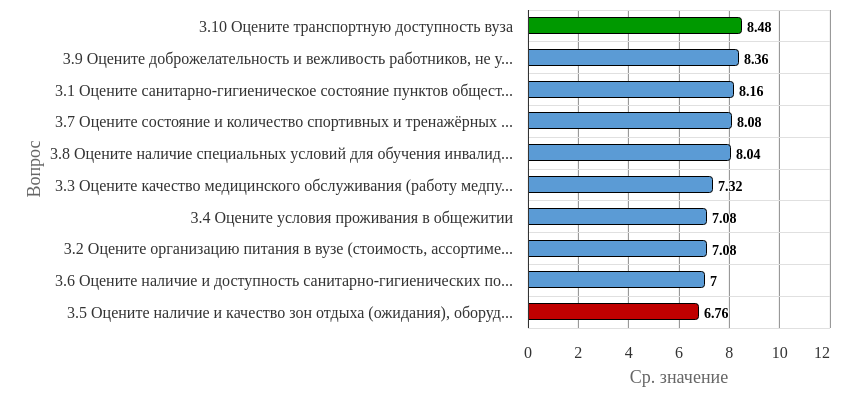 3.10 Оцените транспортную доступность вуза 8.48
3.9 Оцените доброжелательность и вежливость работников, не у... 8.36
3.1 Оцените санитарно-гигиеническое состояние пунктов общест... 8.16
3.7 Оцените состояние и количество спортивных и тренажёрных ... 8.08
3.8 Оцените наличие специальных условий для обучения инвалид... 8.04
3.3 Оцените качество медицинского обслуживания (работу медпу... 7.32
3.4 Оцените условия проживания в общежитии 7.08
3.2 Оцените организацию питания в вузе (стоимость, ассортиме... 7.08
3.6 Оцените наличие и доступность санитарно-гигиенических по... 7
3.5 Оцените наличие и качество зон отдыха (ожидания), оборуд... 6.76
Вопрос
0 2 4 6 8 10 12
Ср. значение